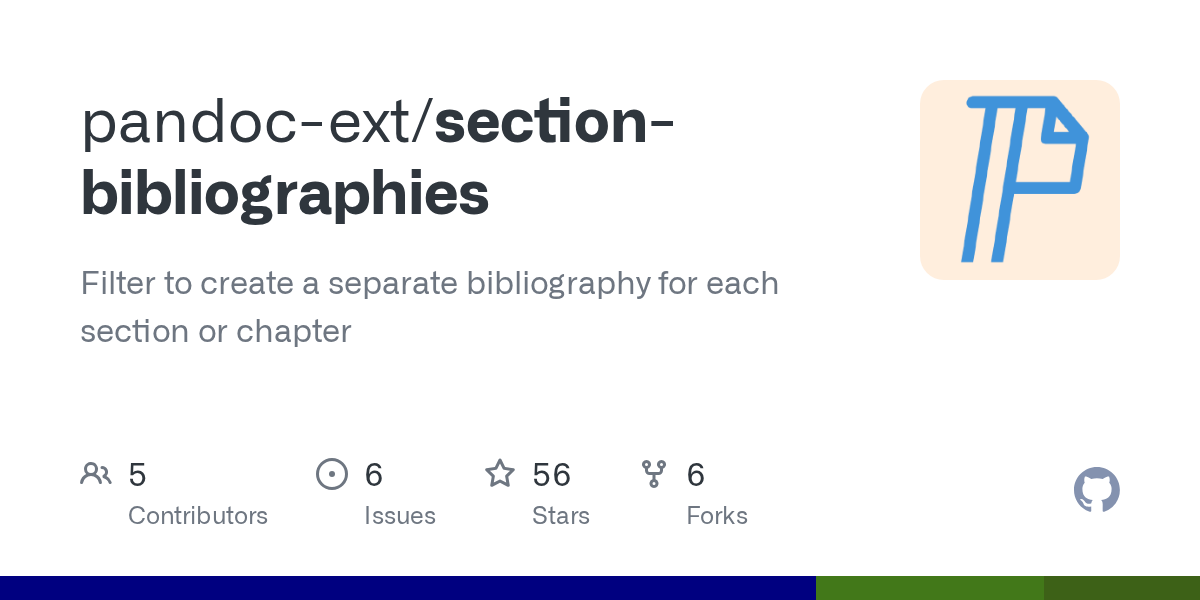 pandoc-ext/section-
bibliographies
Filter to create a separate bibliography for each
section or chapter
5
Contributors
6
Issues
56
Stars
6
Forks